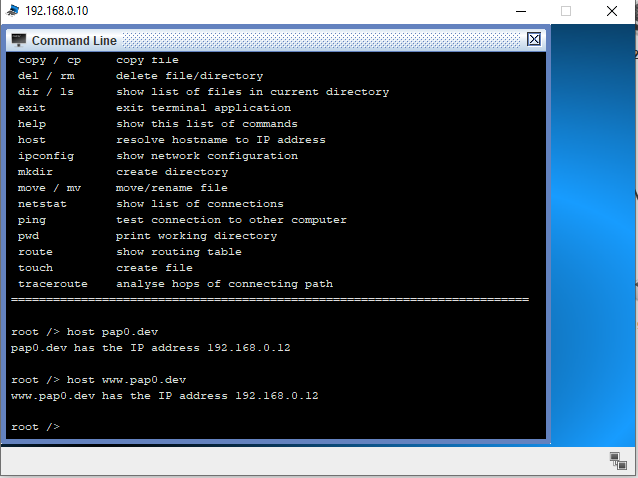 192.168.0.10
Command Line
copy / cp copy file
del / rm delete file/directory
dir / ls show list of files in current directory
exit exit terminal application
help show this list of commands
host resolve hostname to IP address
ipconfig show network configuration
mkdir create directory
move / mv move/rename file
netstat show list of connections
ping test connection to other computer
pwd print working directory
route show routing table
touch create file
traceroute analyse hops of connecting path
==========================================================================
root /> host pap0.dev
pap0.dev has the IP address 192.168.0.12
root /> host www.pap0.dev
www.pap0.dev has the IP address 192.168.0.12
root />